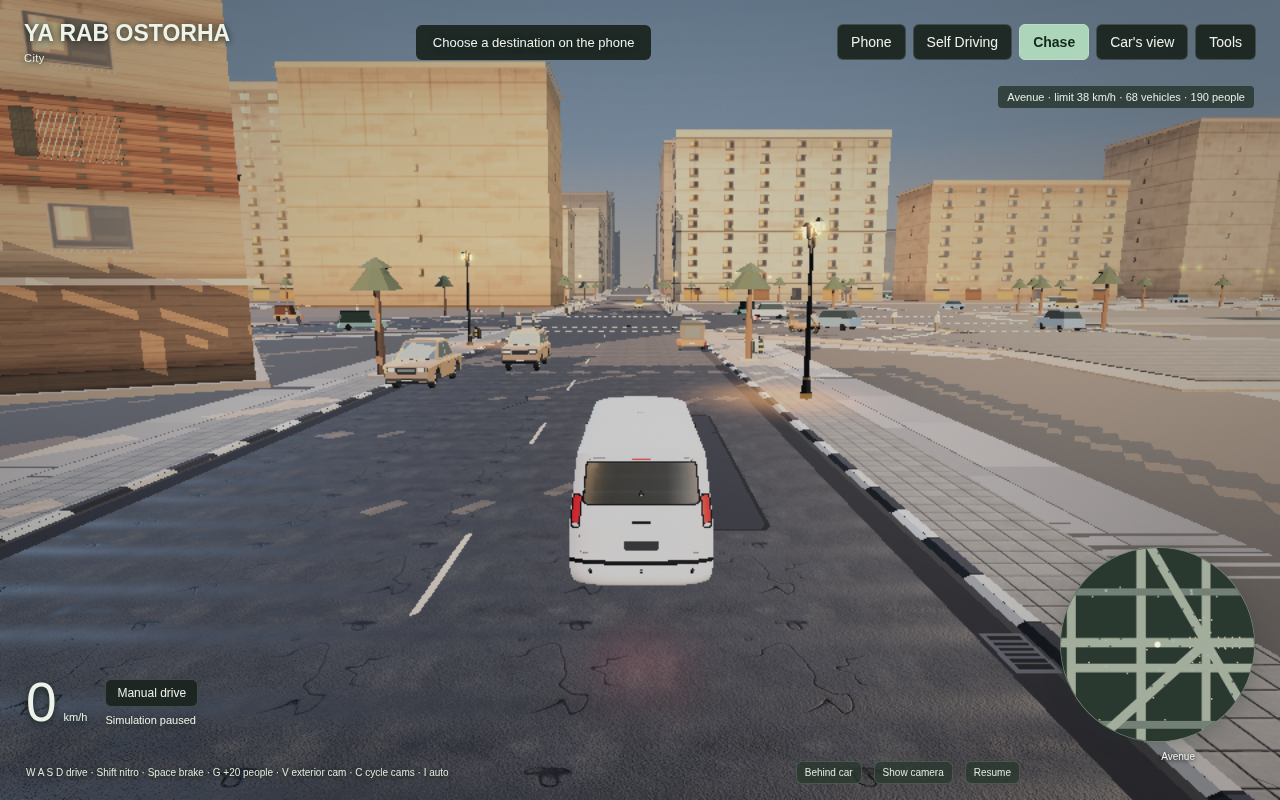 YA RAB OSTORHA
City
Choose a destination on the phone
Phone
Self Driving
Chase
Car's view
Tools
Avenue · limit 38 km/h · 68 vehicles · 190 people
0 km/h
Manual drive
Simulation paused
W A S D drive · Shift nitro · Space brake · G +20 people · V exterior cam · C cycle cams · I auto
Behind car
Show camera
Resume
Avenue